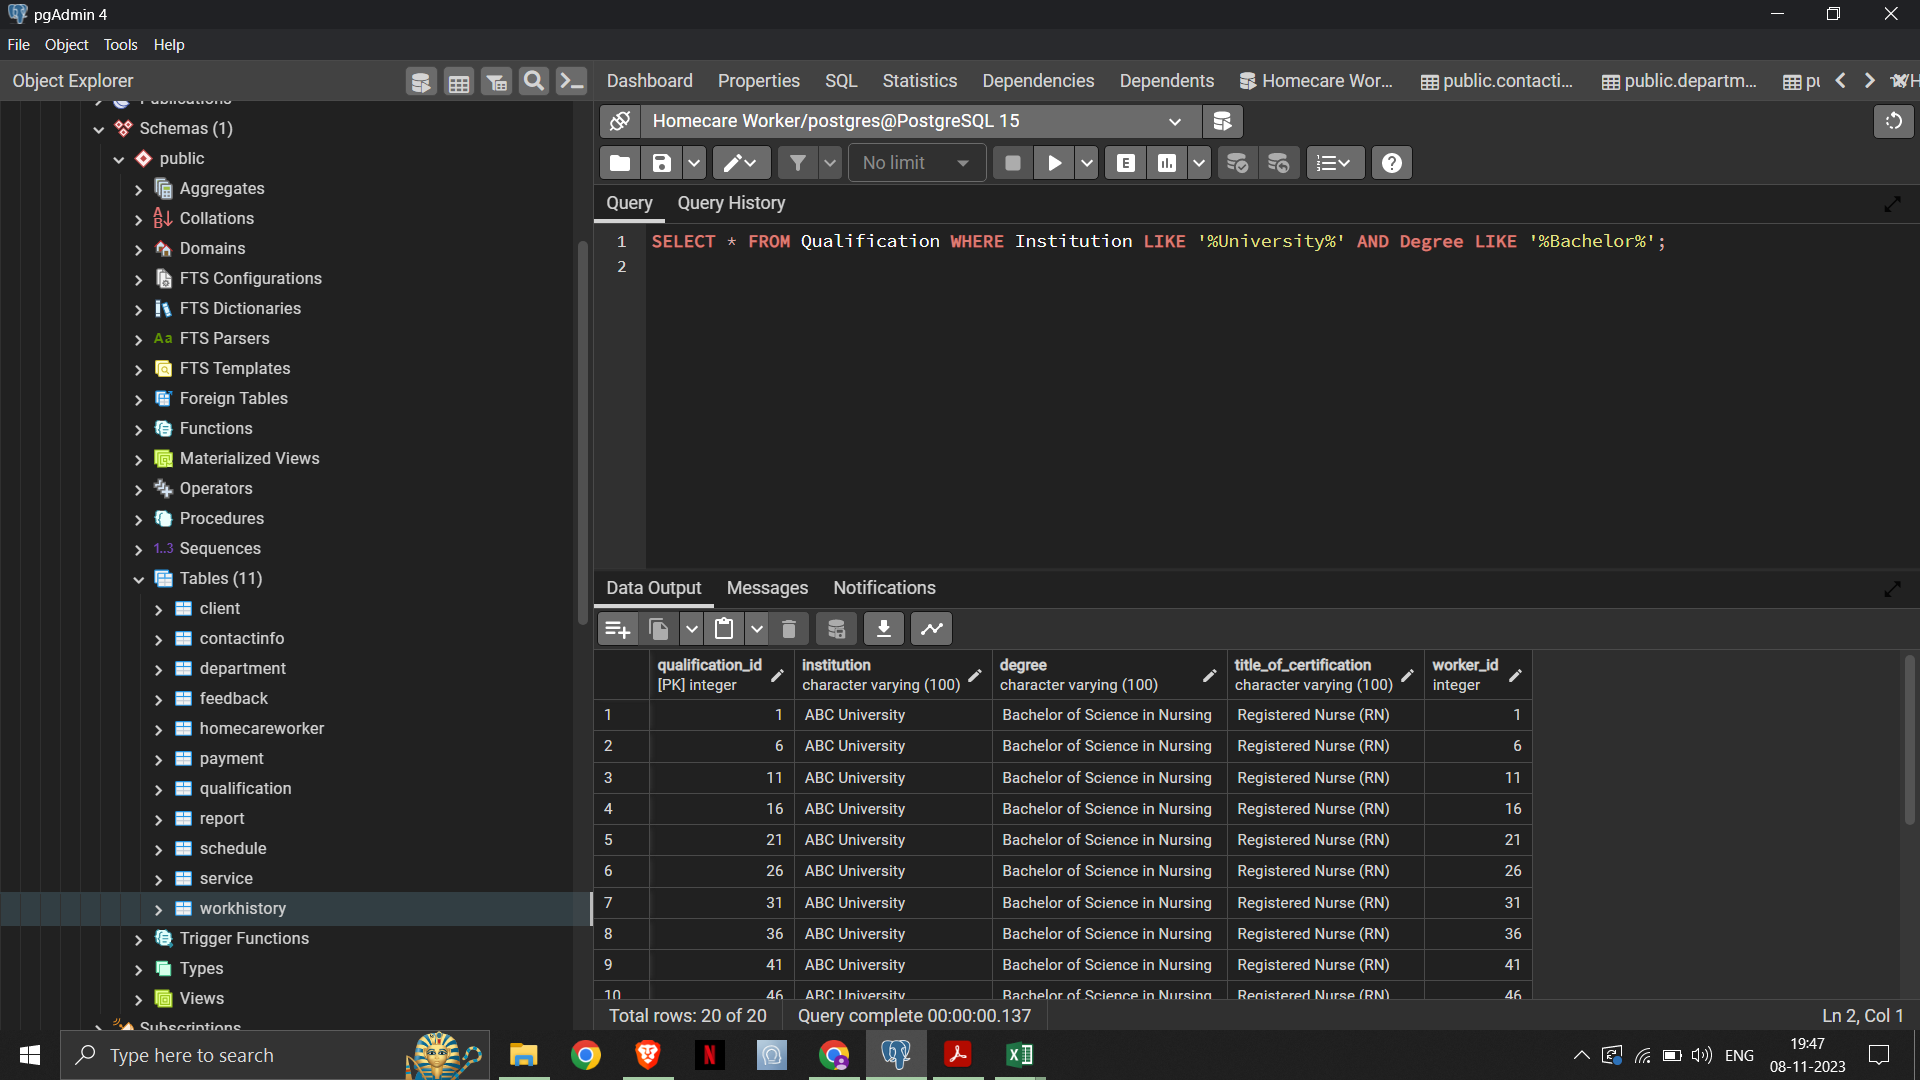 pgAdmin 4
File Object Tools Help
Object Explorer
Dashboard Properties SQL Statistics Dependencies Dependents Homecare Wor... public.contacti... public.departm... pu
Publications
Schemas (1)
public
Aggregates
Collations
Domains
FTS Configurations
FTS Dictionaries
Aa FTS Parsers
FTS Templates
Foreign Tables
Functions
Materialized Views
Operators
Procedures
1..3 Sequences
Tables (11)
client
contactinfo
department
feedback
homecareworker
payment
qualification
report
schedule
service
workhistory
Trigger Functions
Types
Views
Subscriptions
Homecare Worker/postgres@PostgreSQL 15
No limit
E
Query Query History
1 SELECT * FROM Qualification WHERE Institution LIKE '%University%' AND Degree LIKE '%Bachelor%';
2
Data Output Messages Notifications
qualification_id institution degree title_of_certification worker_id
[PK] integer character varying (100) character varying (100) character varying (100) integer
1 1 ABC University Bachelor of Science in Nursing Registered Nurse (RN) 1
2 6 ABC University Bachelor of Science in Nursing Registered Nurse (RN) 6
3 11 ABC University Bachelor of Science in Nursing Registered Nurse (RN) 11
4 16 ABC University Bachelor of Science in Nursing Registered Nurse (RN) 16
5 21 ABC University Bachelor of Science in Nursing Registered Nurse (RN) 21
6 26 ABC University Bachelor of Science in Nursing Registered Nurse (RN) 26
7 31 ABC University Bachelor of Science in Nursing Registered Nurse (RN) 31
8 36 ABC University Bachelor of Science in Nursing Registered Nurse (RN) 36
9 41 ABC University Bachelor of Science in Nursing Registered Nurse (RN) 41
10 46 ABC University Bachelor of Science in Nursing Registered Nurse (RN) 46
Total rows: 20 of 20 Query complete 00:00:00.137 Ln 2, Col 1
Type here to search
ENG
19:47
08-11-2023